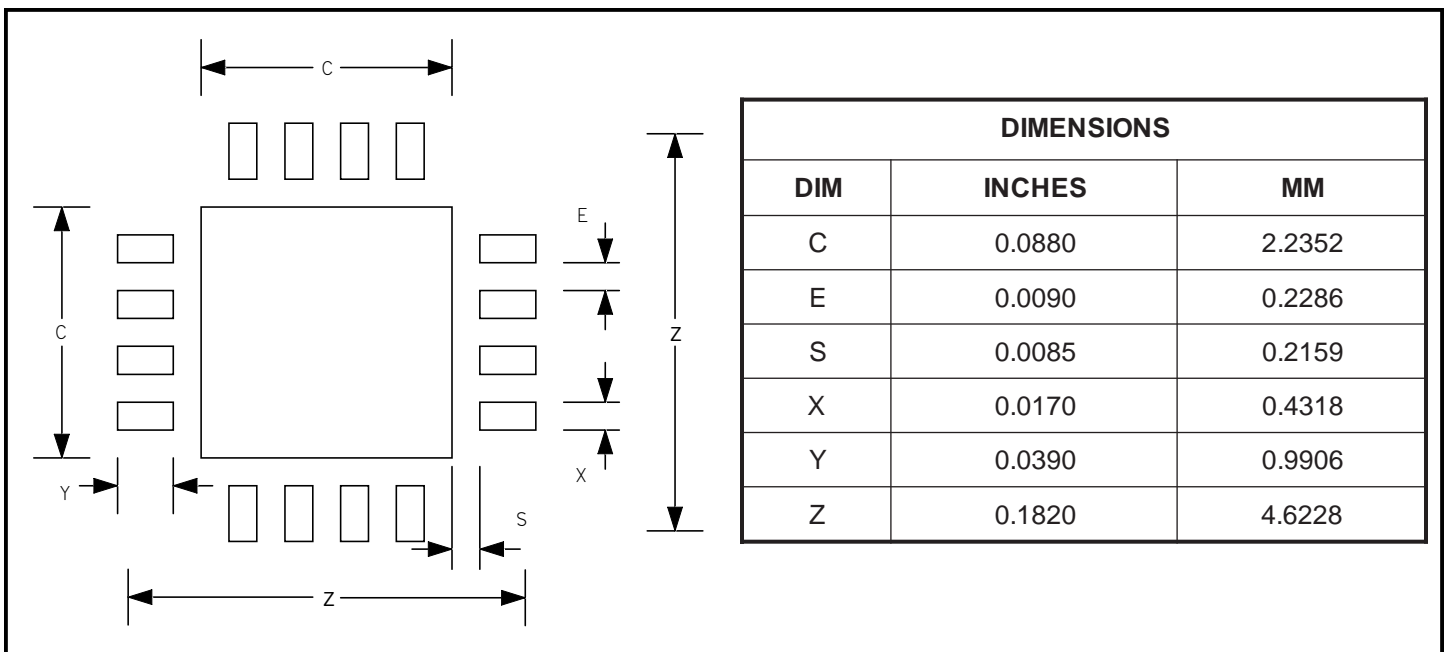 C
E
C
Z
Y
X
S
Z
DIMENSIONS
DIM INCHES MM
C 0.0880 2.2352
E 0.0090 0.2286
S 0.0085 0.2159
X 0.0170 0.4318
Y 0.0390 0.9906
Z 0.1820 4.6228